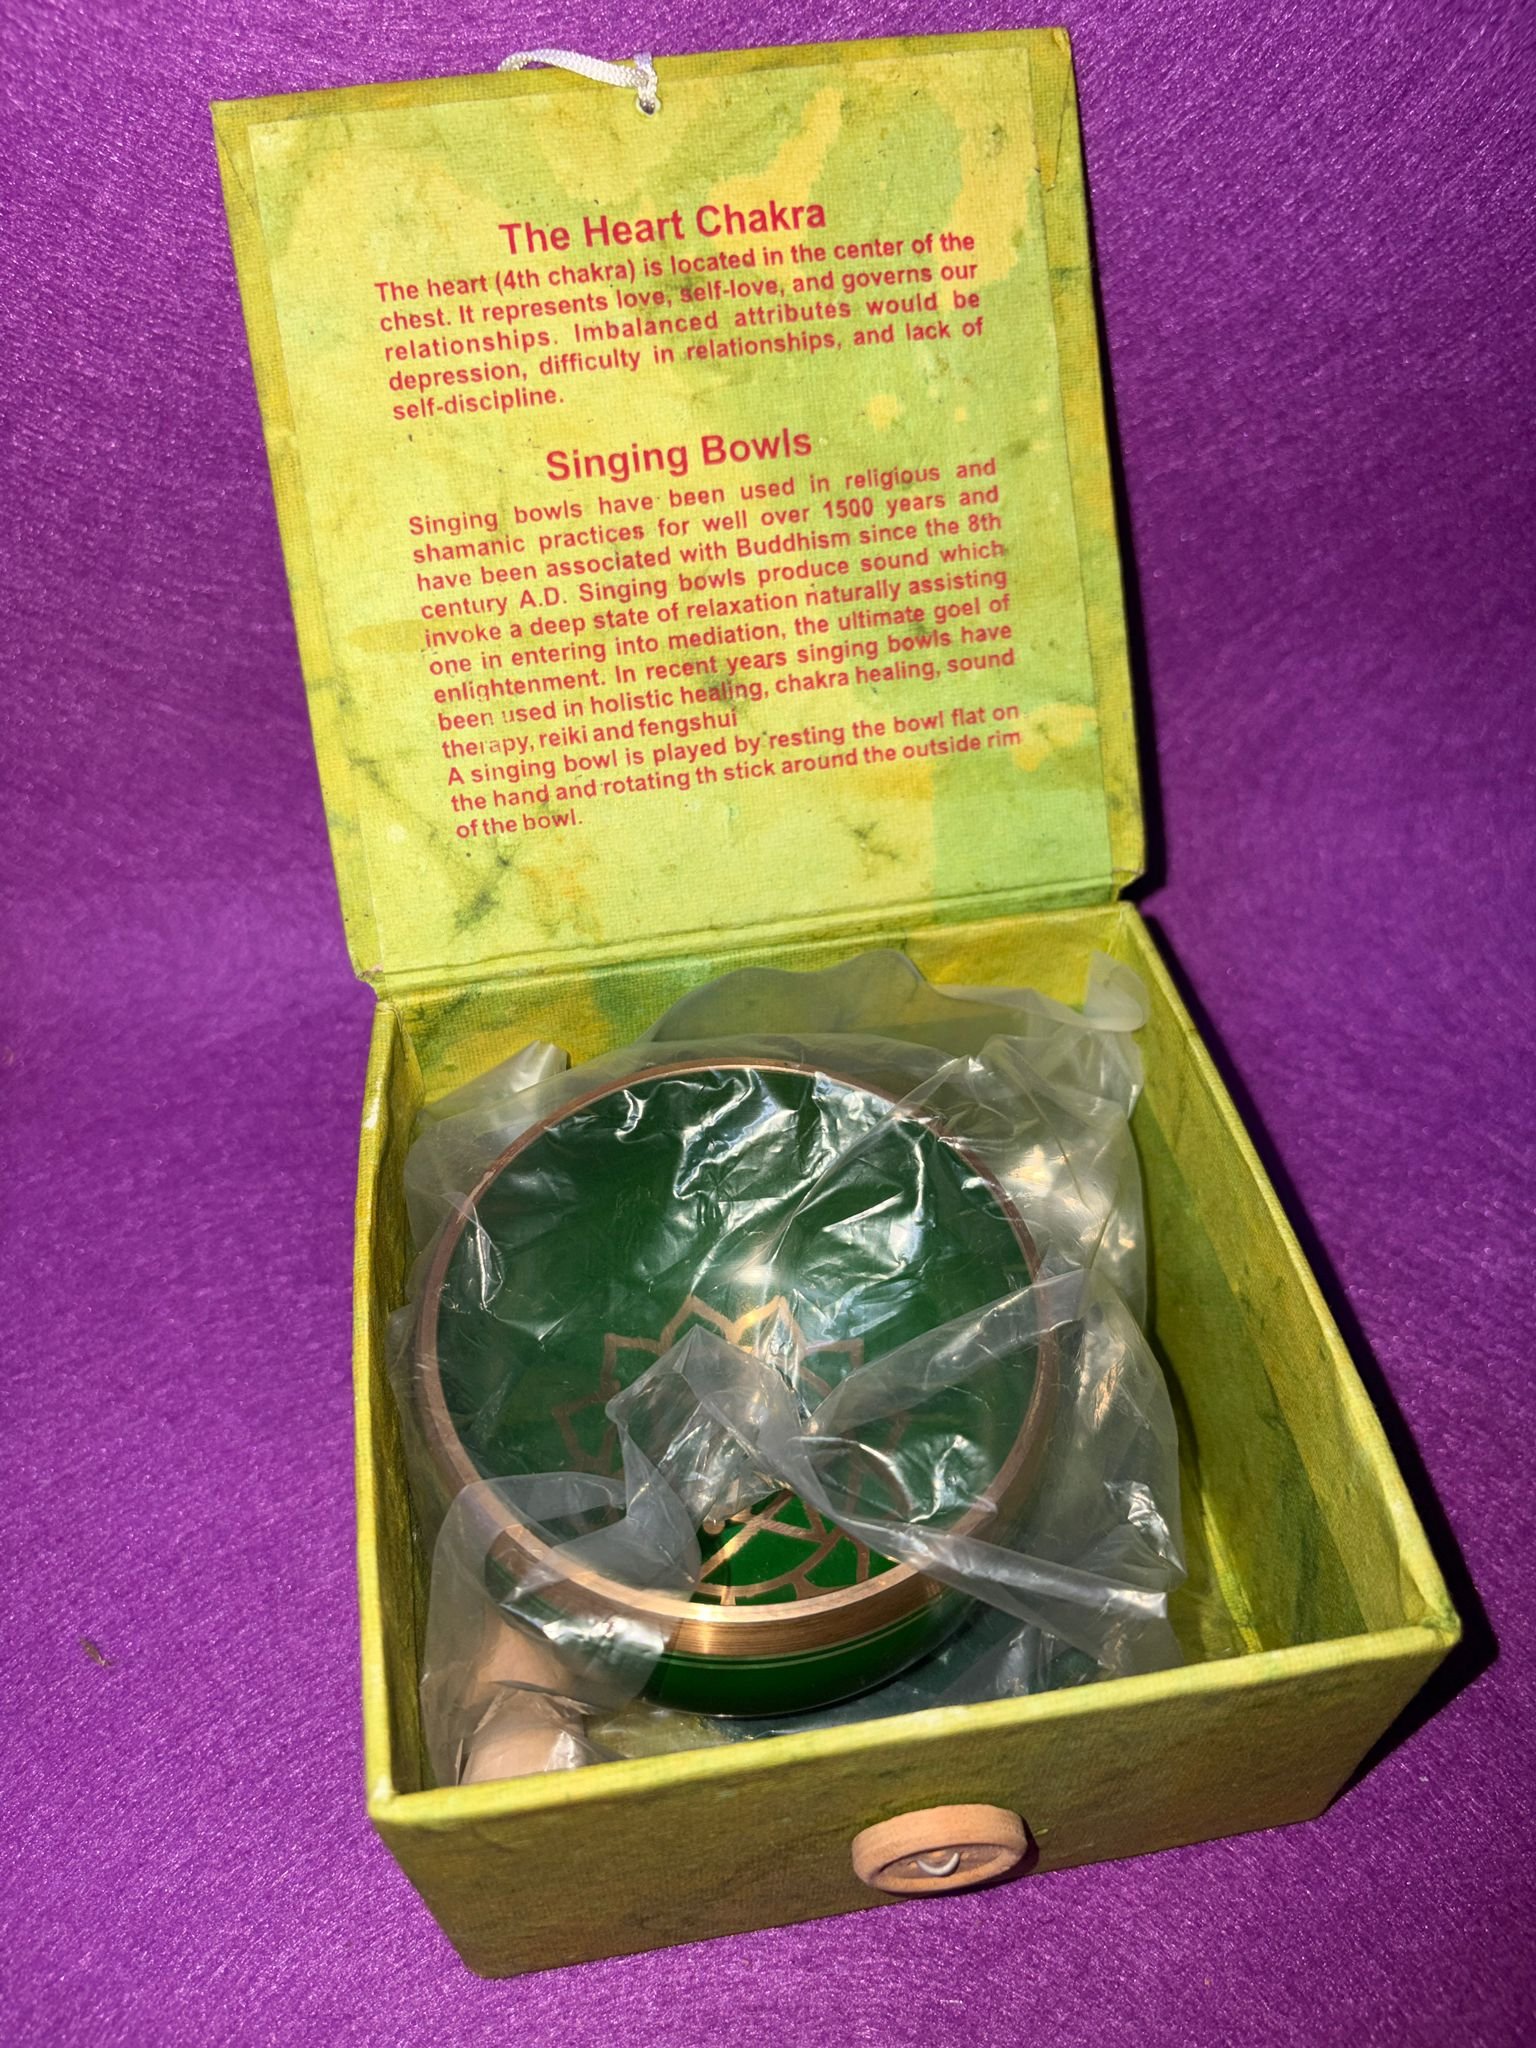 The Heart Chakra
The heart (4th chakra) is located in the center of the
chest. It represents love, self-love, and governs our
relationships. Imbalanced attributes would be
depression, difficulty in relationships, and lack of
self-discipline.
Singing Bowls
Singing bowls have been used in religious and
shamanic practices for well over 1500 years and
have been associated with Buddhism since the 8th
century A.D. Singing bowls produce sound which
invoke a deep state of relaxation naturally assisting
one in entering into mediation, the ultimate goel of
enlightenment. In recent years singing bowls have
been used in holistic healing, chakra healing, sound
therapy, reiki and fengshui
A singing bowl is played by resting the bowl flat on
the hand and rotating th stick around the outside rim
of the bowl.